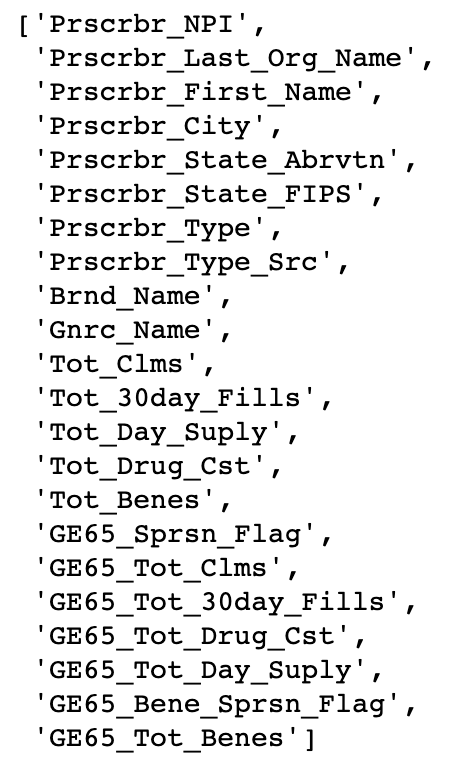 ['Prscrbr_NPI',
'Prscrbr_Last_Org_Name',
'Prscrbr_First_Name',
'Prscrbr_City',
'Prscrbr_State_Abrvtn',
'Prscrbr_State_FIPS',
'Prscrbr_Type',
'Prscrbr_Type_Src',
'Brnd_Name',
'Gnrc_Name',
'Tot_Clms',
'Tot_30day_Fills',
'Tot_Day_Suply',
'Tot_Drug_Cst',
'Tot_Benes',
'GE65_Sprsn_Flag',
'GE65_Tot_Clms',
'GE65_Tot_30day_Fills',
'GE65_Tot_Drug_Cst',
'GE65_Tot_Day_Suply',
'GE65_Bene_Sprsn_Flag',
'GE65_Tot_Benes']